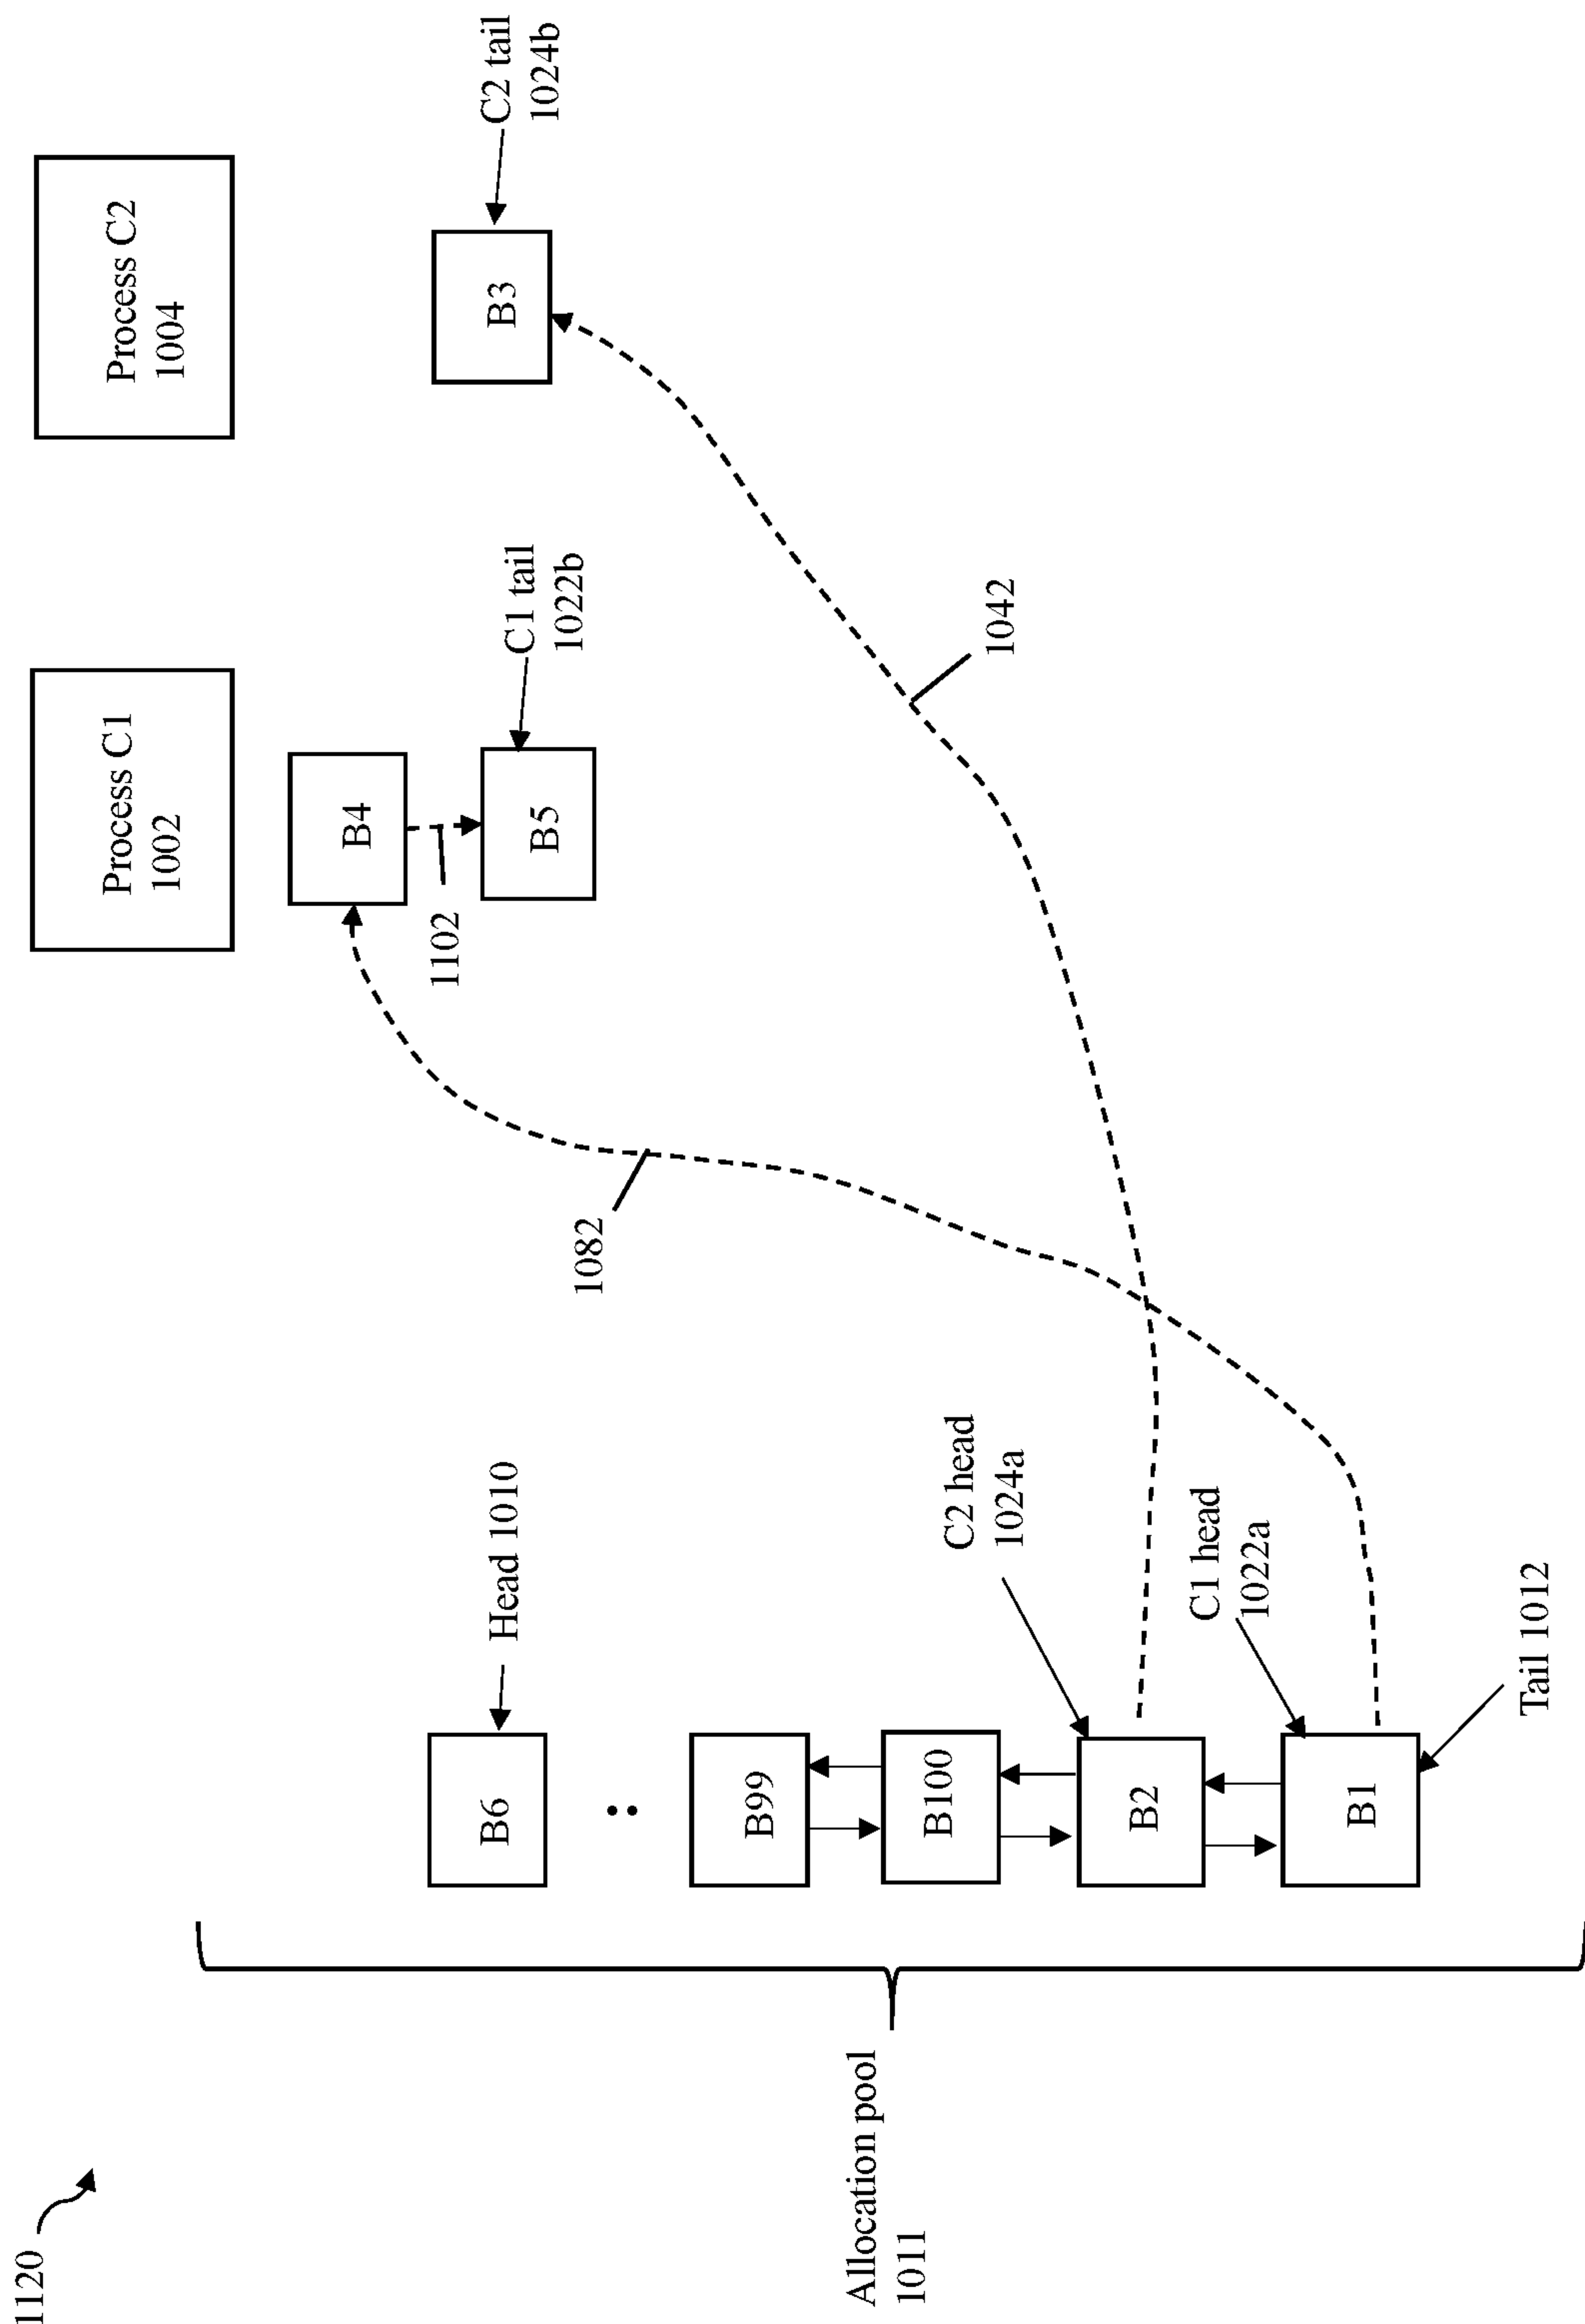 1120
Process C1
1002
Process C2
1004
B4
1102
B5
C1 tail
1022b
B3
C2 tail
1024b
1082
1042
Allocation pool
1011
B6
Head 1010
B99
B100
B2
C2 head
1024a
B1
C1 head
1022a
Tail 1012